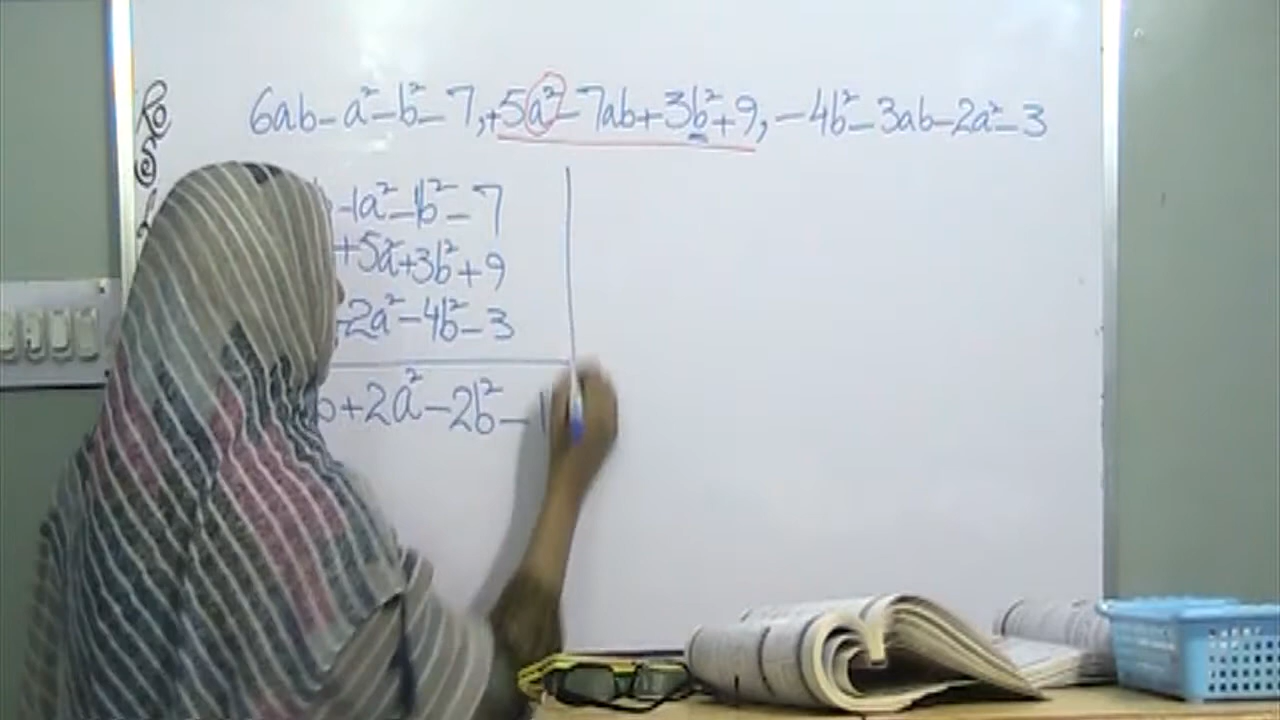 6ab - a² - b² - 7, +5a² - 7ab + 3b² + 9, - 4b² - 3ab - 2a² - 3
b - 1a² - 1b² - 7
+ 5a² + 3b² + 9
- 2a² - 4b² - 3
b + 2a² - 2b² - 1